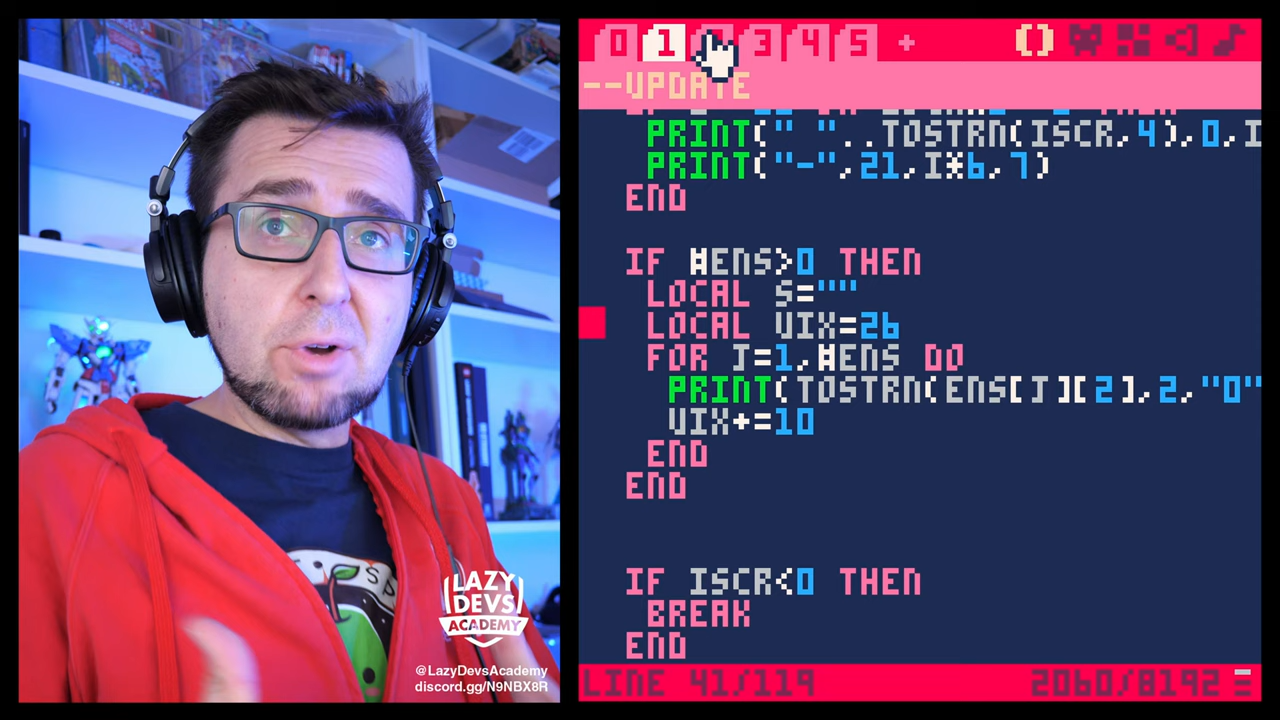 0 1 3 4 5 +
--UPDATE
PRINT(" "..TOSTRN(ISCR,4),0,I
PRINT("-",21,I*6,7)
END
IF #ENS>0 THEN
LOCAL S=""
LOCAL VIX=26
FOR J=1,#ENS DO
PRINT(TOSTRN(ENS[J][2],2,"0"
VIX+=10
END
END
IF ISCR<0 THEN
BREAK
END
LINE 41/119
2060/8192
LAZY
DEVS
ACADEMY
@LazyDevsAcademy
discord.gg/N9NBX8R